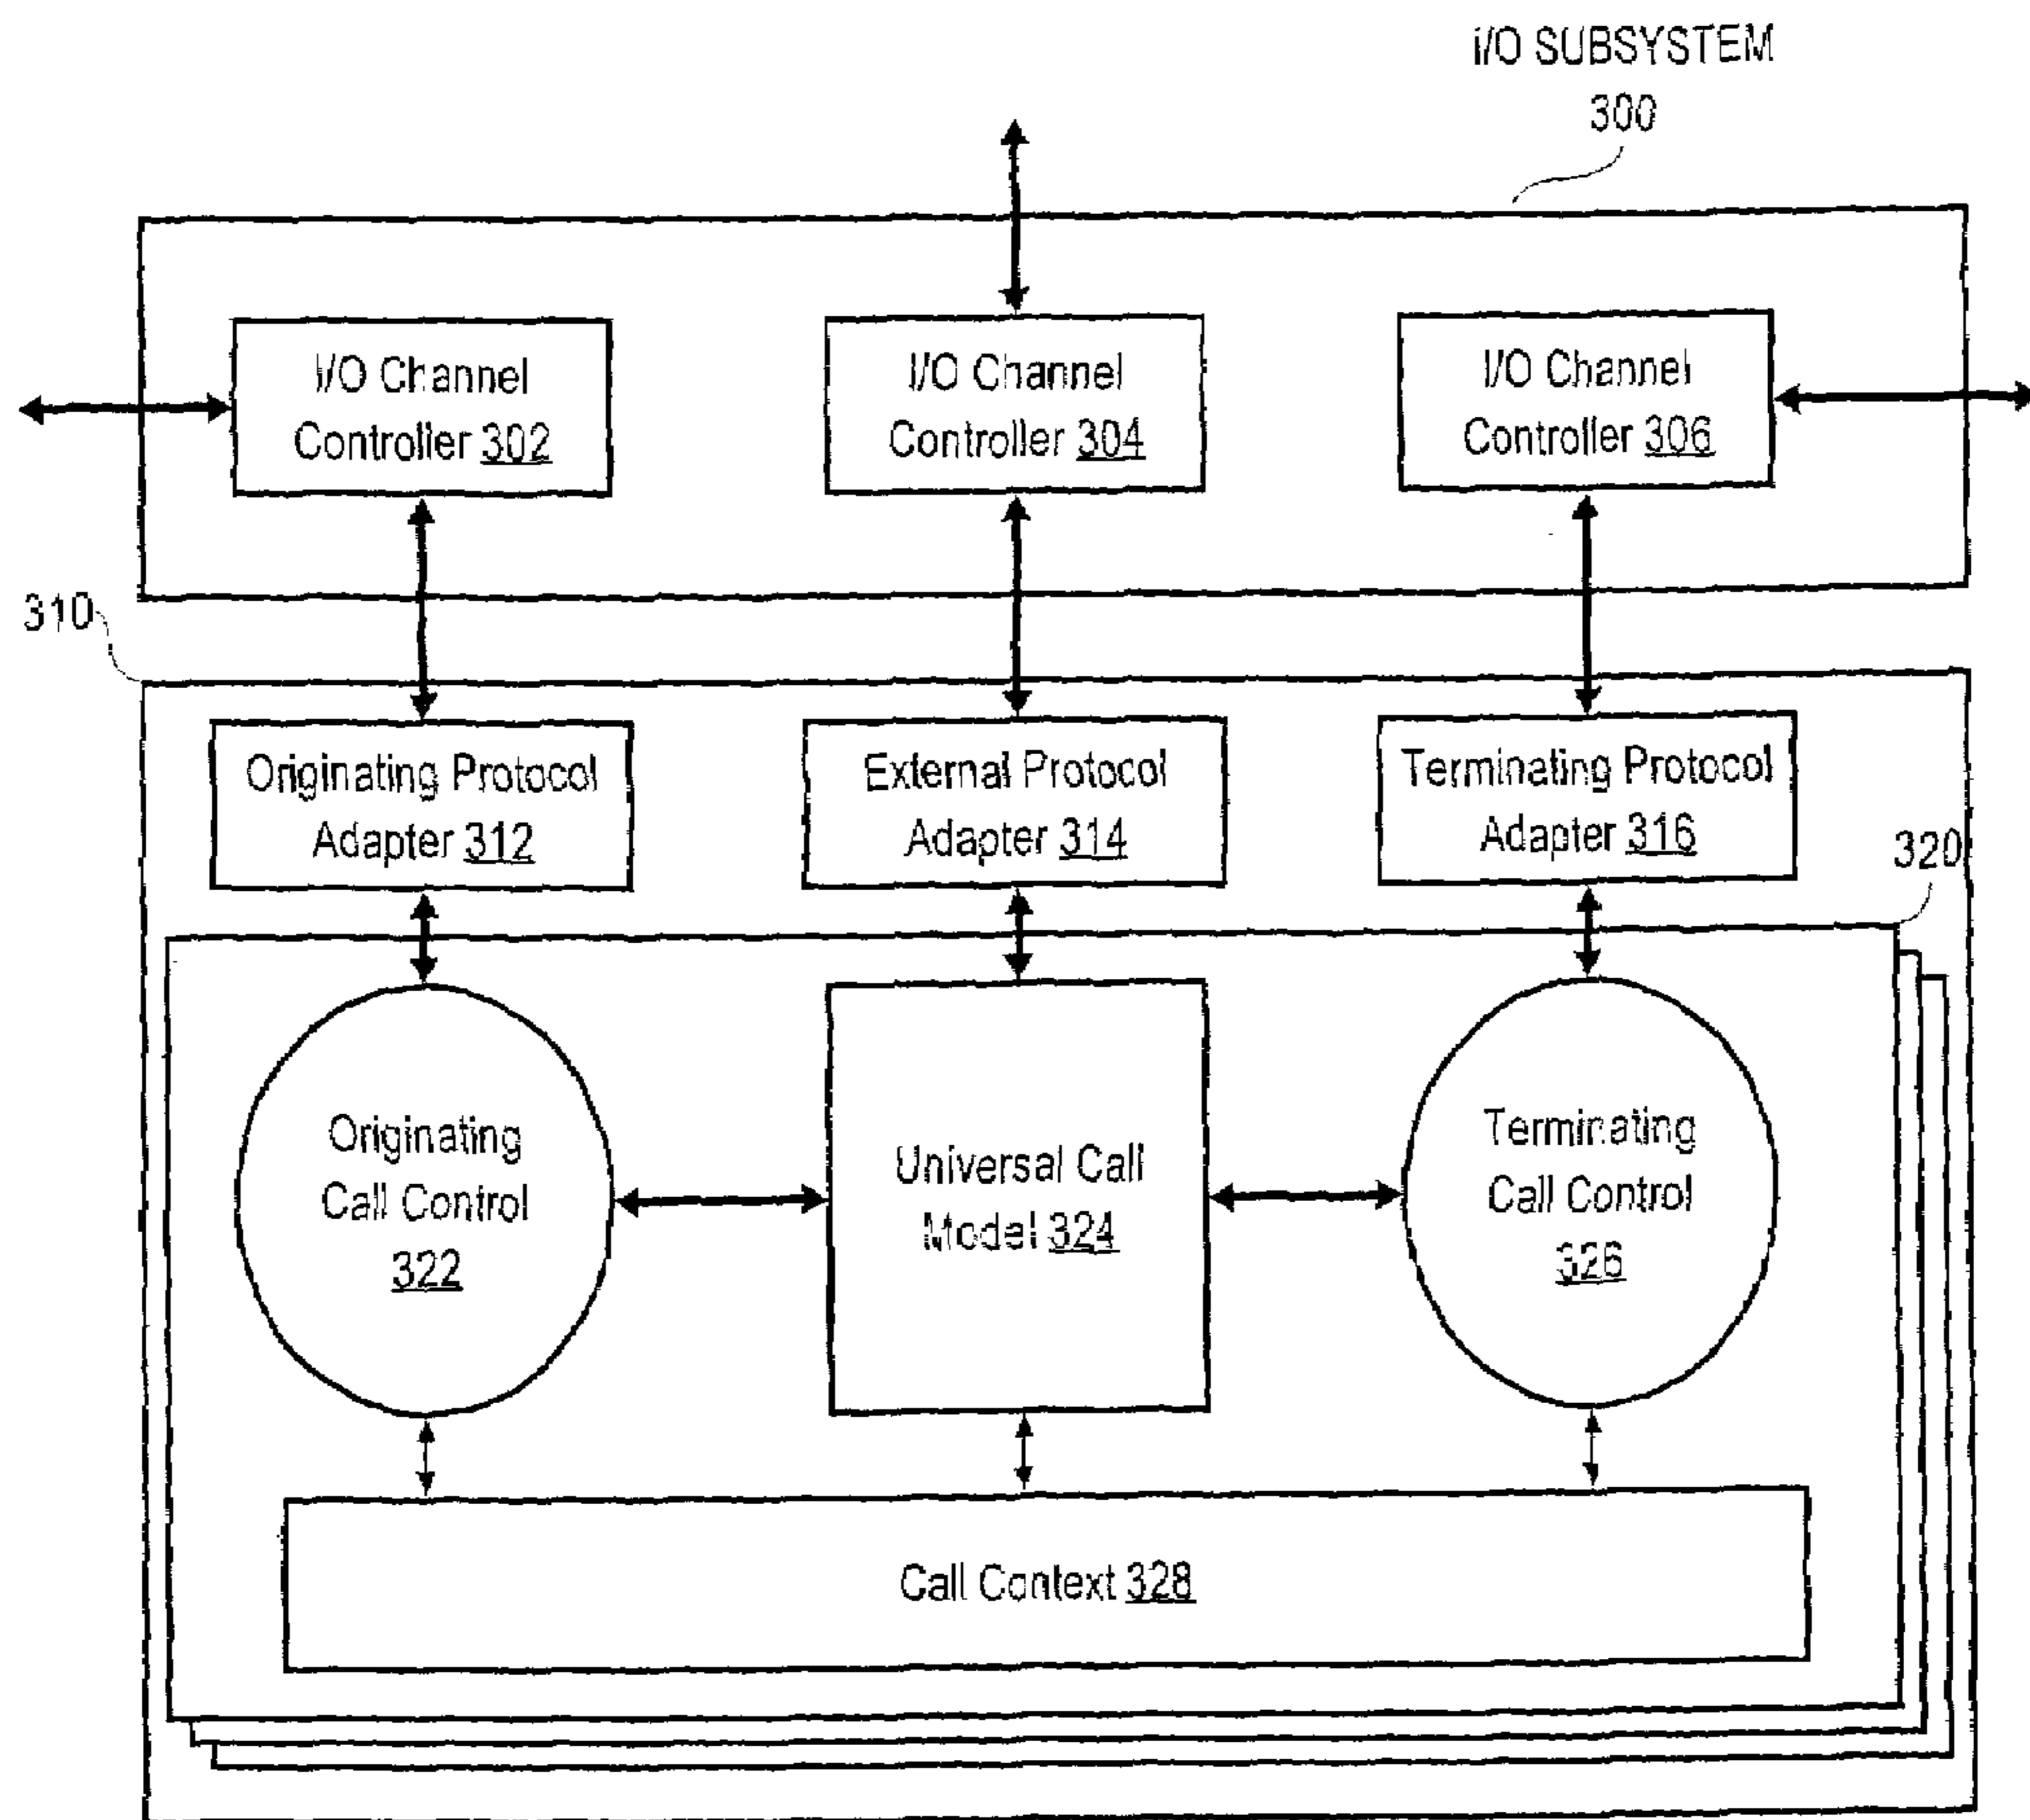 I/O SUBSYSTEM
300
I/O Channel
Controller 302
I/O Channel
Controller 304
I/O Channel
Controller 306
310
Originating Protocol
Adapter 312
External Protocol
Adapter 314
Terminating Protocol
Adapter 316
320
Originating
Call Control
322
Universal Call
Model 324
Terminating
Call Control
326
Call Context 328